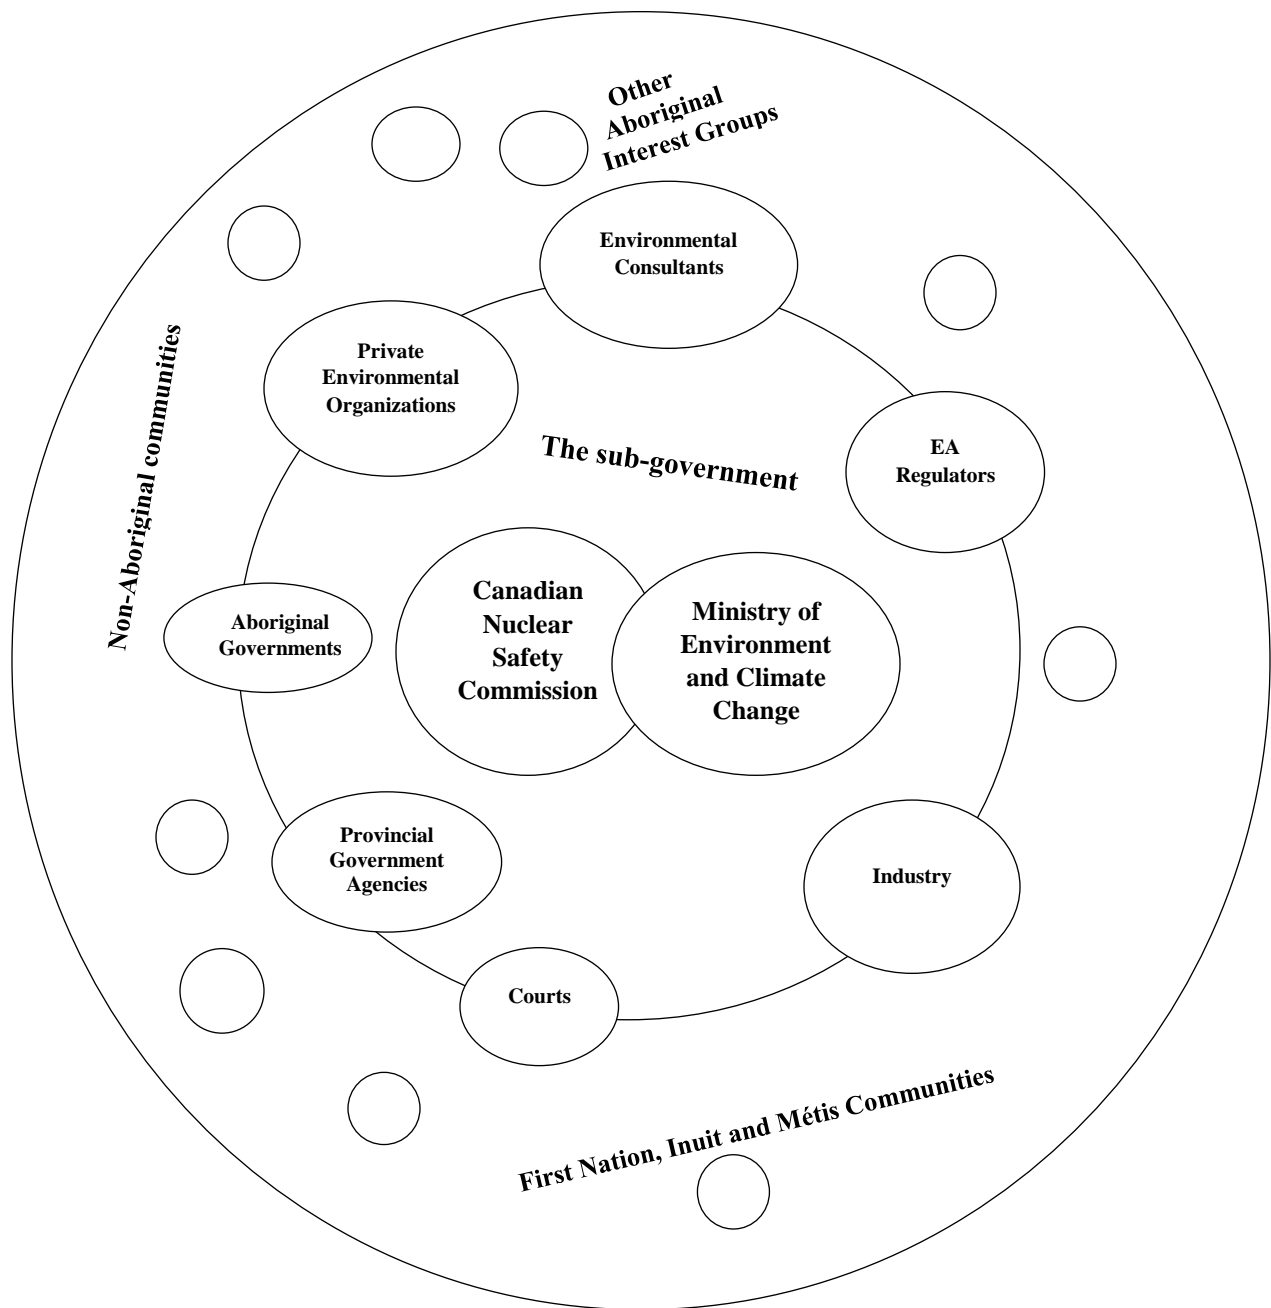 Other
Aboriginal
Interest Groups
Environmental
Consultants
Private
Environmental
Organizations
Non-Aboriginal communities
The sub-government
EA
Regulators
Aboriginal
Governments
Canadian
Nuclear
Safety
Commission
Ministry of
Environment
and Climate
Change
Provincial
Government
Agencies
Industry
Courts
First Nation, Inuit and Métis Communities